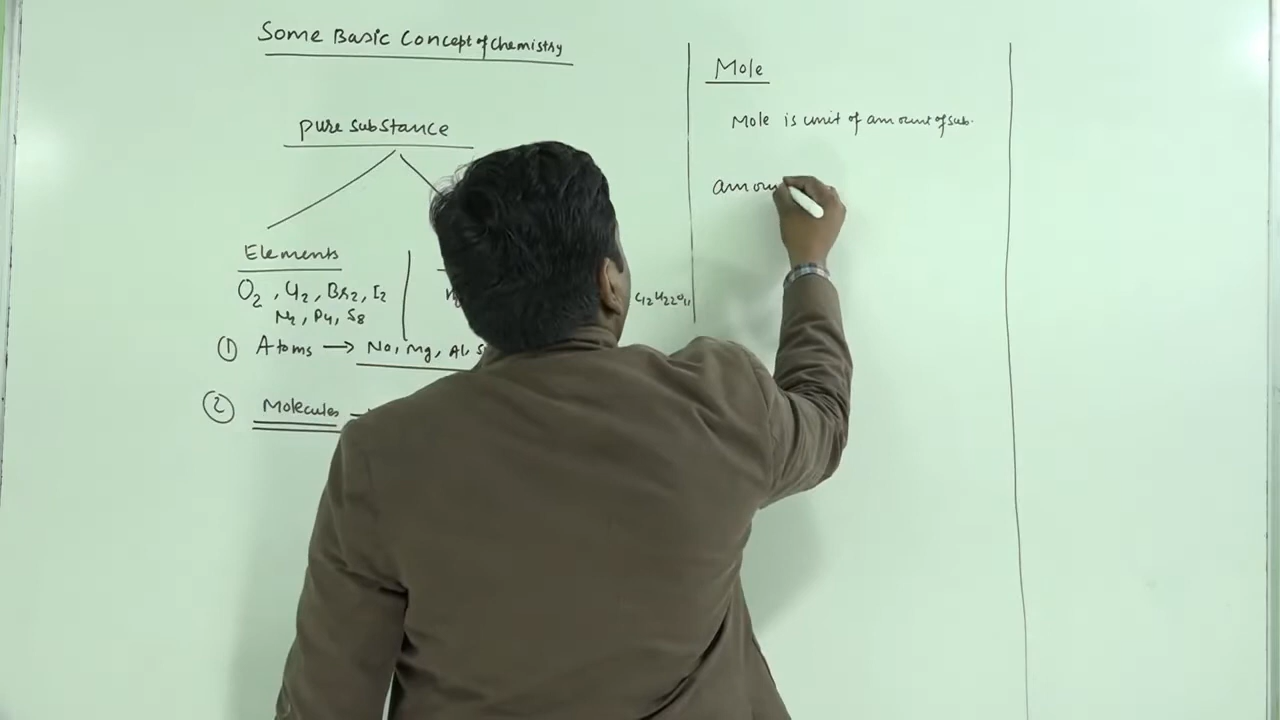 Some Basic Concept of Chemistry
pure substance
Elements
O2, Cl2, Br2, I2
N2, P4, S8
C12H22O11
① Atoms → Na, Mg, Al, S
② Molecules →
Mole
Mole is unit of amount of sub.
amou